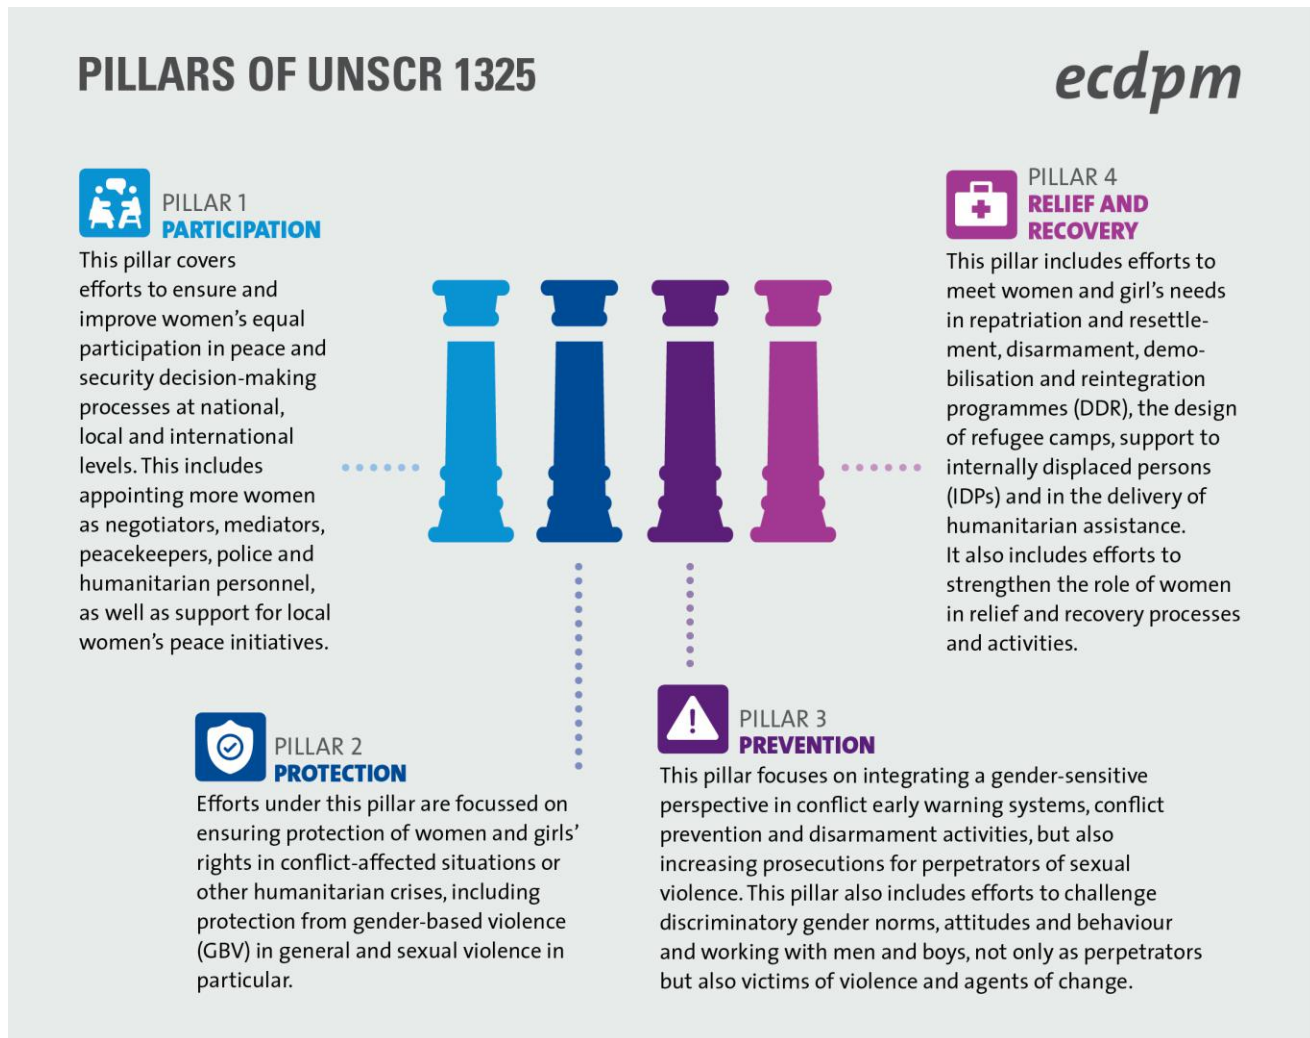 PILLARS OF UNSCR 1325
ecdpm
PILLAR 1
PARTICIPATION
This pillar covers
efforts to ensure and
improve women’s equal
participation in peace and
security decision-making
processes at national,
local and international
levels. This includes
appointing more women
as negotiators, mediators,
peacekeepers, police and
humanitarian personnel,
as well as support for local
women’s peace initiatives.
PILLAR 2
PROTECTION
Efforts under this pillar are focussed on
ensuring protection of women and girls’
rights in conflict-affected situations or
other humanitarian crises, including
protection from gender-based violence
(GBV) in general and sexual violence in
particular.
PILLAR 3
PREVENTION
This pillar focuses on integrating a gender-sensitive
perspective in conflict early warning systems, conflict
prevention and disarmament activities, but also
increasing prosecutions for perpetrators of sexual
violence. This pillar also includes efforts to challenge
discriminatory gender norms, attitudes and behaviour
and working with men and boys, not only as perpetrators
but also victims of violence and agents of change.
PILLAR 4
RELIEF AND
RECOVERY
This pillar includes efforts to
meet women and girl’s needs
in repatriation and resettle-
ment, disarmament, demo-
bilisation and reintegration
programmes (DDR), the design
of refugee camps, support to
internally displaced persons
(IDPs) and in the delivery of
humanitarian assistance.
It also includes efforts to
strengthen the role of women
in relief and recovery processes
and activities.